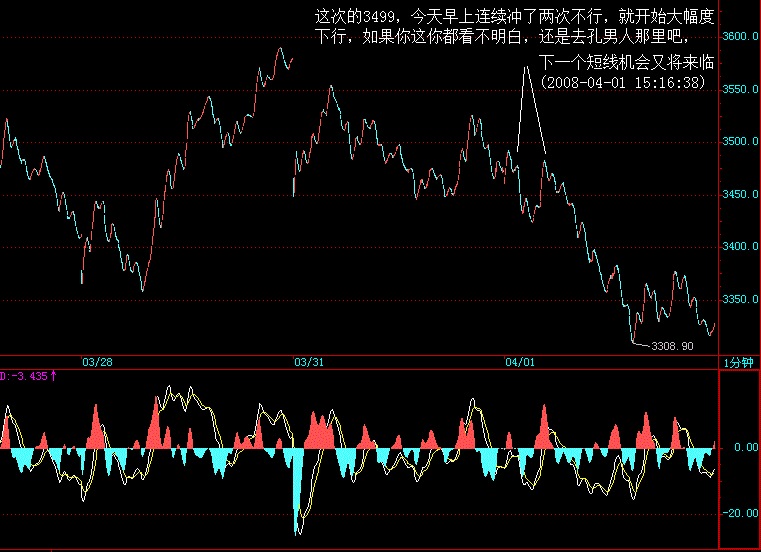 这次的3499，今天早上连续冲了两次不行，就开始大幅度
下行，如果你这你都看不明白，还是去孔男人那里吧，
下一个短线机会又将来临
(2008-04-01 15:16:38)
3600.0
3550.0
3500.0
3450.0
3400.0
3350.0
3308.90
03/28
03/31
04/01
1分钟
D:-3.435↑
0.00
-20.00